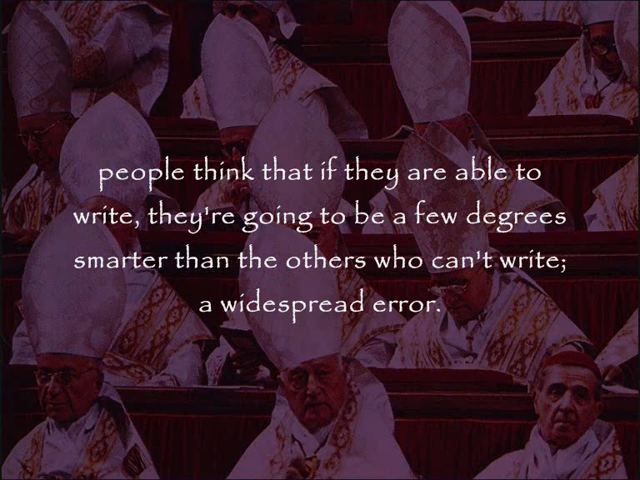 people think that if they are able to
write, they're going to be a few degrees
smarter than the others who can't write;
a widespread error.